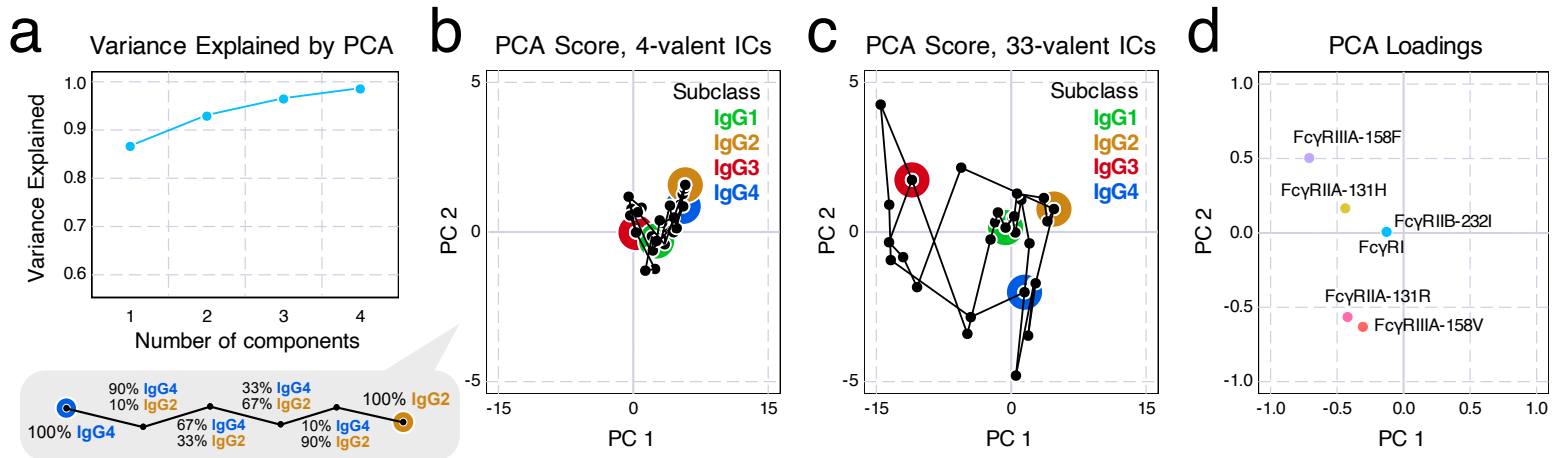 a
Variance Explained by PCA
Variance Explained
1.0
0.9
0.8
0.7
0.6
1 2 3 4
Number of components
90% IgG4
10% IgG2
33% IgG4
67% IgG2
100% IgG2
100% IgG4
67% IgG4
33% IgG2
10% IgG4
90% IgG2
b
PCA Score, 4-valent ICs
PC 2
5
0
-5
Subclass
IgG1
IgG2
IgG3
IgG4
-15 0 15
PC 1
c
PCA Score, 33-valent ICs
PC 2
5
0
-5
Subclass
IgG1
IgG2
IgG3
IgG4
-15 0 15
PC 1
d
PCA Loadings
PC 2
1.0
0.5
0.0
-0.5
-1.0
FcγRIIIA-158F
FcγRIIA-131H
FcγRIIB-232I
FcγRI
FcγRIIA-131R
FcγRIIIA-158V
-1.0 -0.5 0.0 0.5 1.0
PC 1